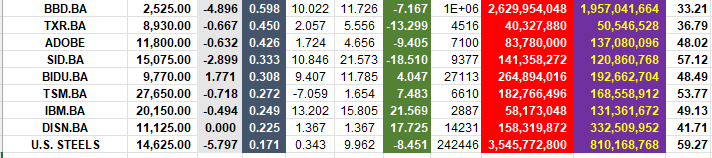 BBD.BA 2,525.00 -4.896 0.598 10.022 11.726 -7.167 1E+06 2,629,954,048 1,957,041,664 33.21
TXR.BA 8,930.00 -0.667 0.450 2.057 5.556 -13.299 4516 40,327,880 50,546,528 36.79
ADOBE 11,800.00 -0.632 0.426 1.724 4.656 -9.405 7100 83,780,000 137,080,096 48.02
SID.BA 15,075.00 -2.899 0.333 10.846 21.573 -18.510 9377 141,358,272 120,860,768 57.12
BIDU.BA 9,770.00 1.771 0.308 9.407 11.785 4.047 27113 264,894,016 192,662,704 48.49
TSM.BA 27,650.00 -0.718 0.272 -7.059 1.654 7.483 6610 182,766,496 168,558,912 53.77
IBM.BA 20,150.00 -0.494 0.249 13.202 15.805 21.569 2887 58,173,048 131,361,672 49.13
DISN.BA 11,125.00 0.000 0.225 1.367 1.367 17.725 14231 158,319,872 332,509,952 41.71
U.S. STEELS 14,625.00 -5.797 0.171 0.343 9.962 -8.451 242446 3,545,772,800 810,168,768 59.27